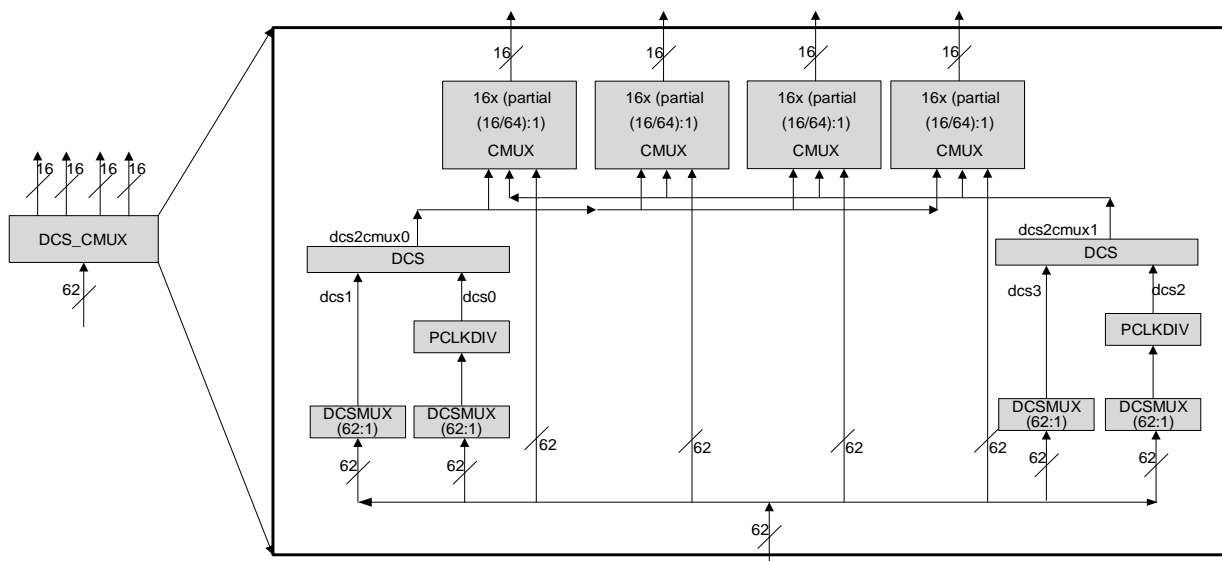 16 16 16 16
16x (partial 16x (partial 16x (partial 16x (partial
(16/64):1) (16/64):1) (16/64):1) (16/64):1)
CMUX CMUX CMUX CMUX
16 16 16 16
DCS_CMUX
62
dcs2cmux0 dcs2cmux1
DCS DCS
dcs1 dcs0 dcs3 dcs2
PCLKDIV PCLKDIV
DCSMUX DCSMUX DCSMUX DCSMUX
(62:1) (62:1) (62:1) (62:1)
62 62 62 62
62 62 62 62
62